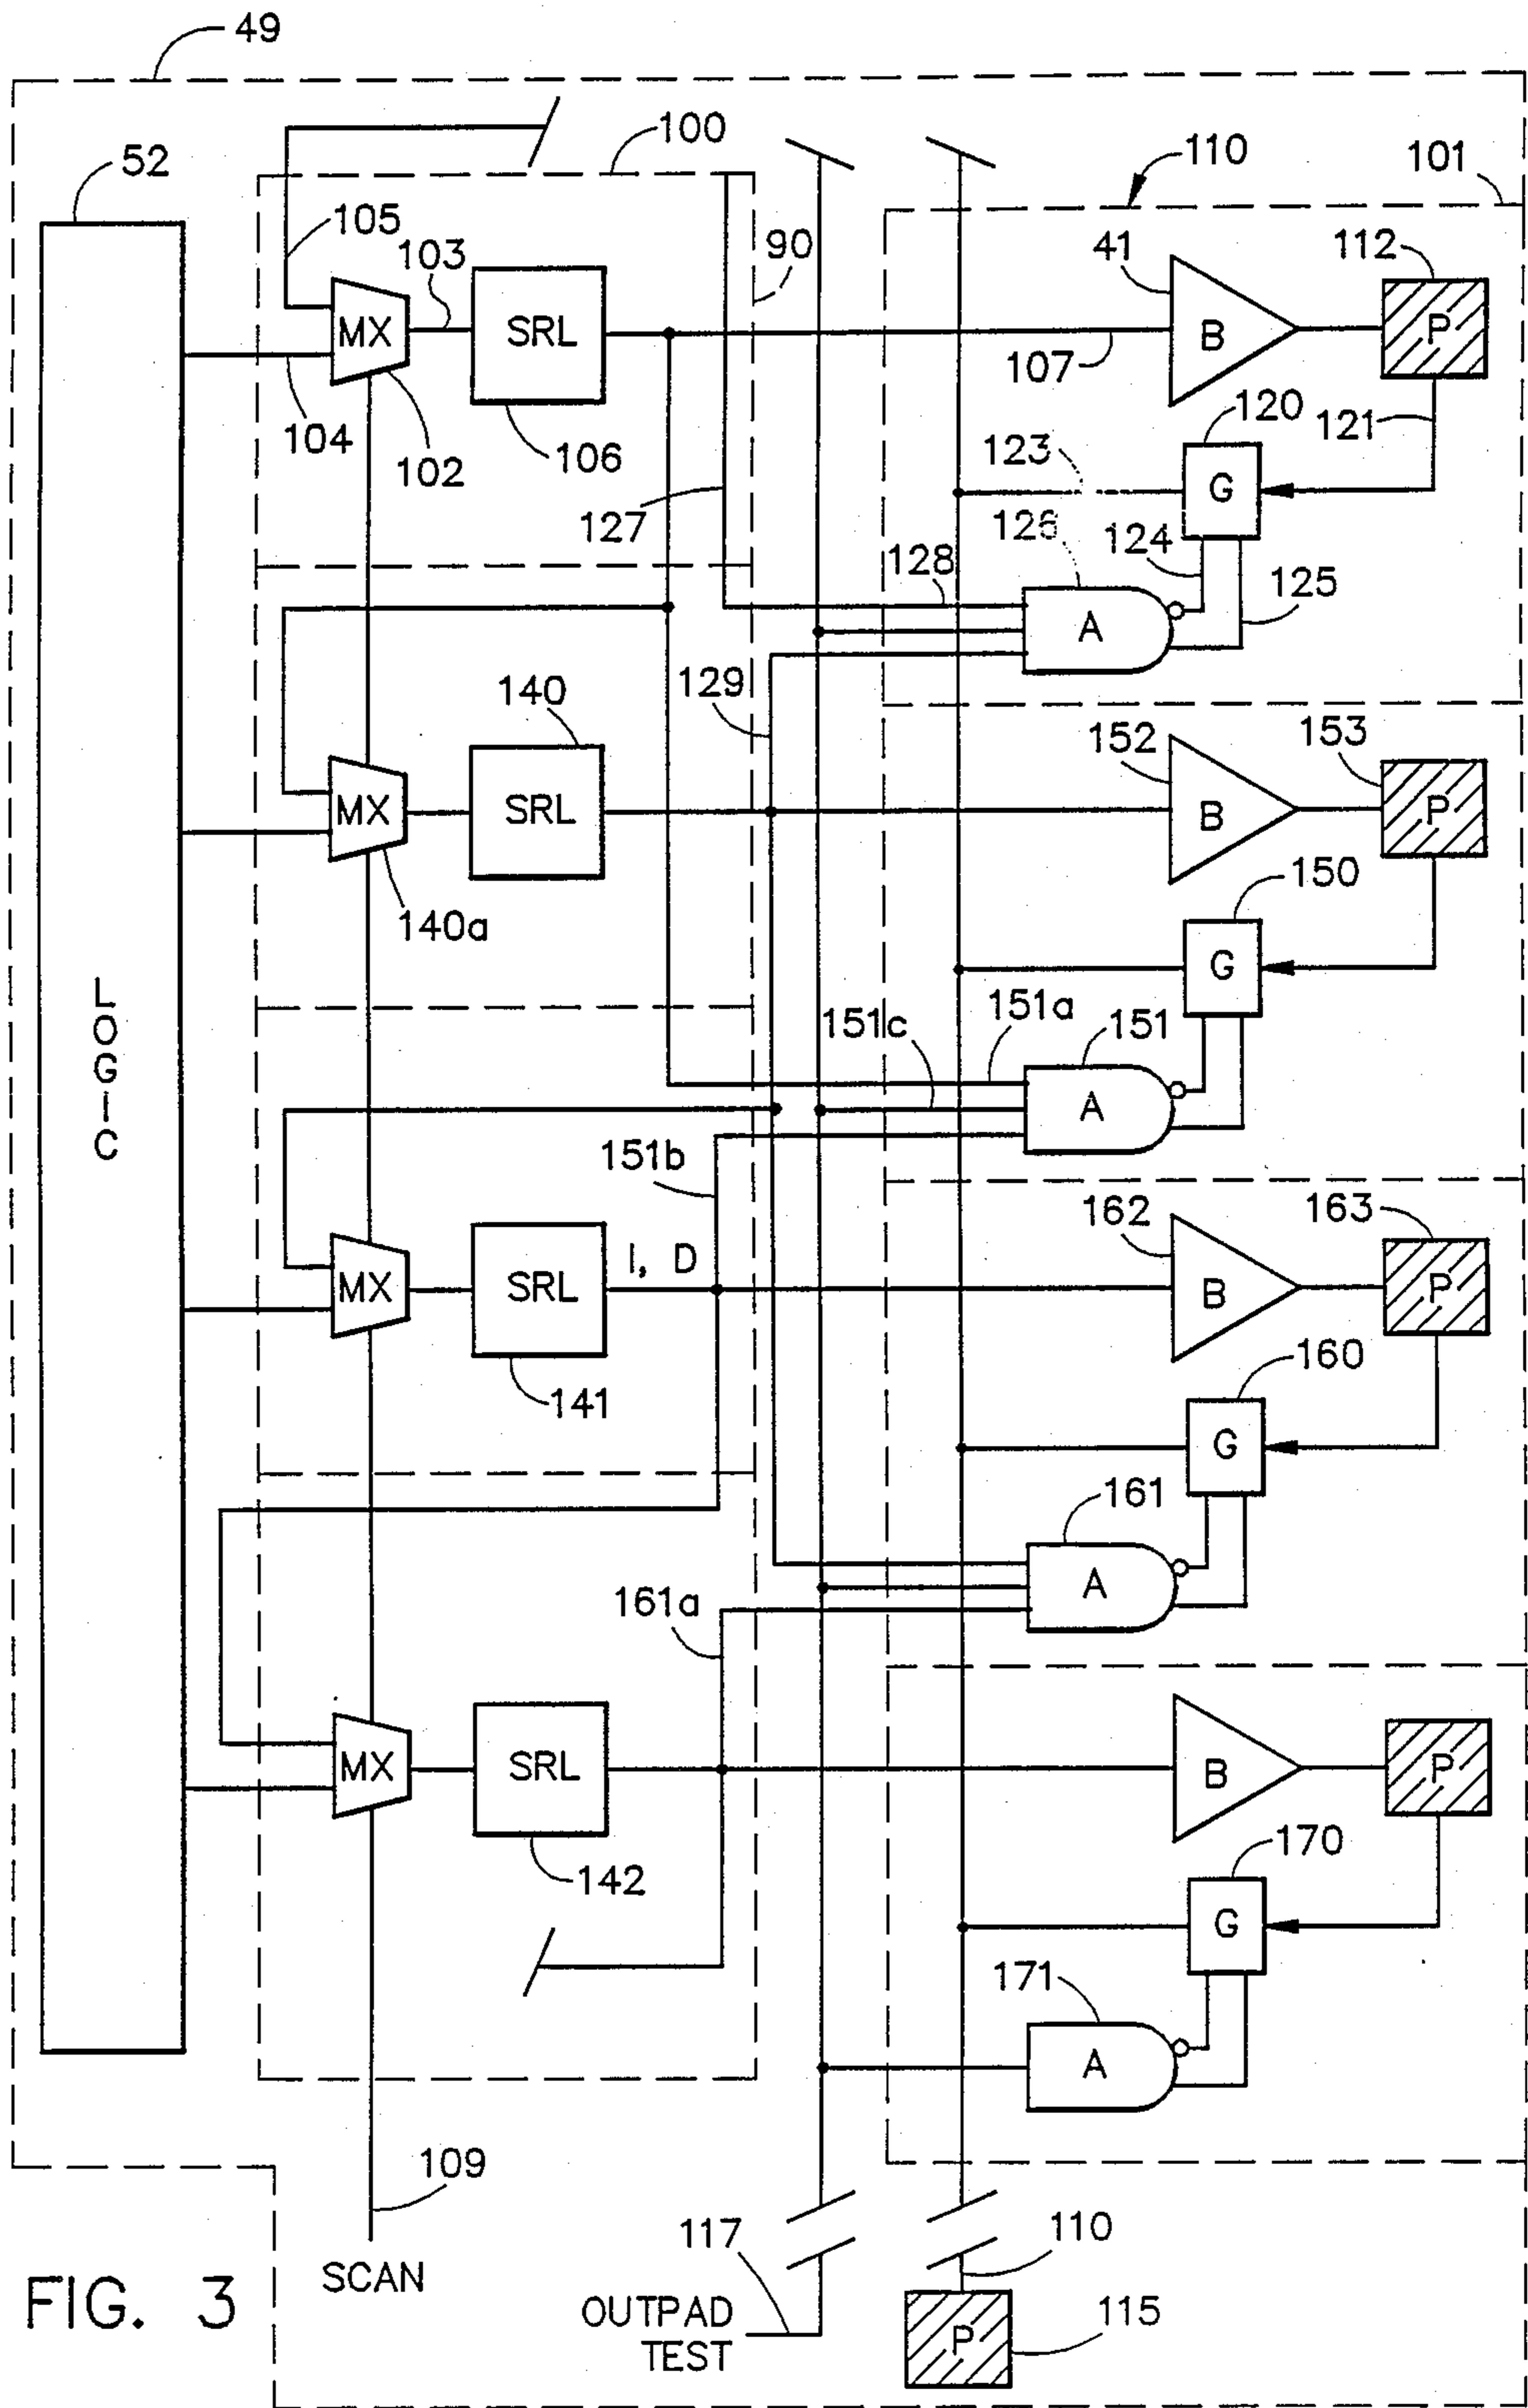 49
100
110
101
52
105
103
90
41
112
MX
SRL
B
P
107
104
102
106
120
121
123
G
127
126
124
128
125
A
129
140
152
153
MX
SRL
B
P
140a
150
G
LOGIC
151c
151a
151
A
151b
162
163
I, D
MX
SRL
B
P
141
160
G
161
A
161a
MX
SRL
B
P
142
170
G
171
A
109
117
110
SCAN
FIG. 3
OUTPAD
TEST
P
115